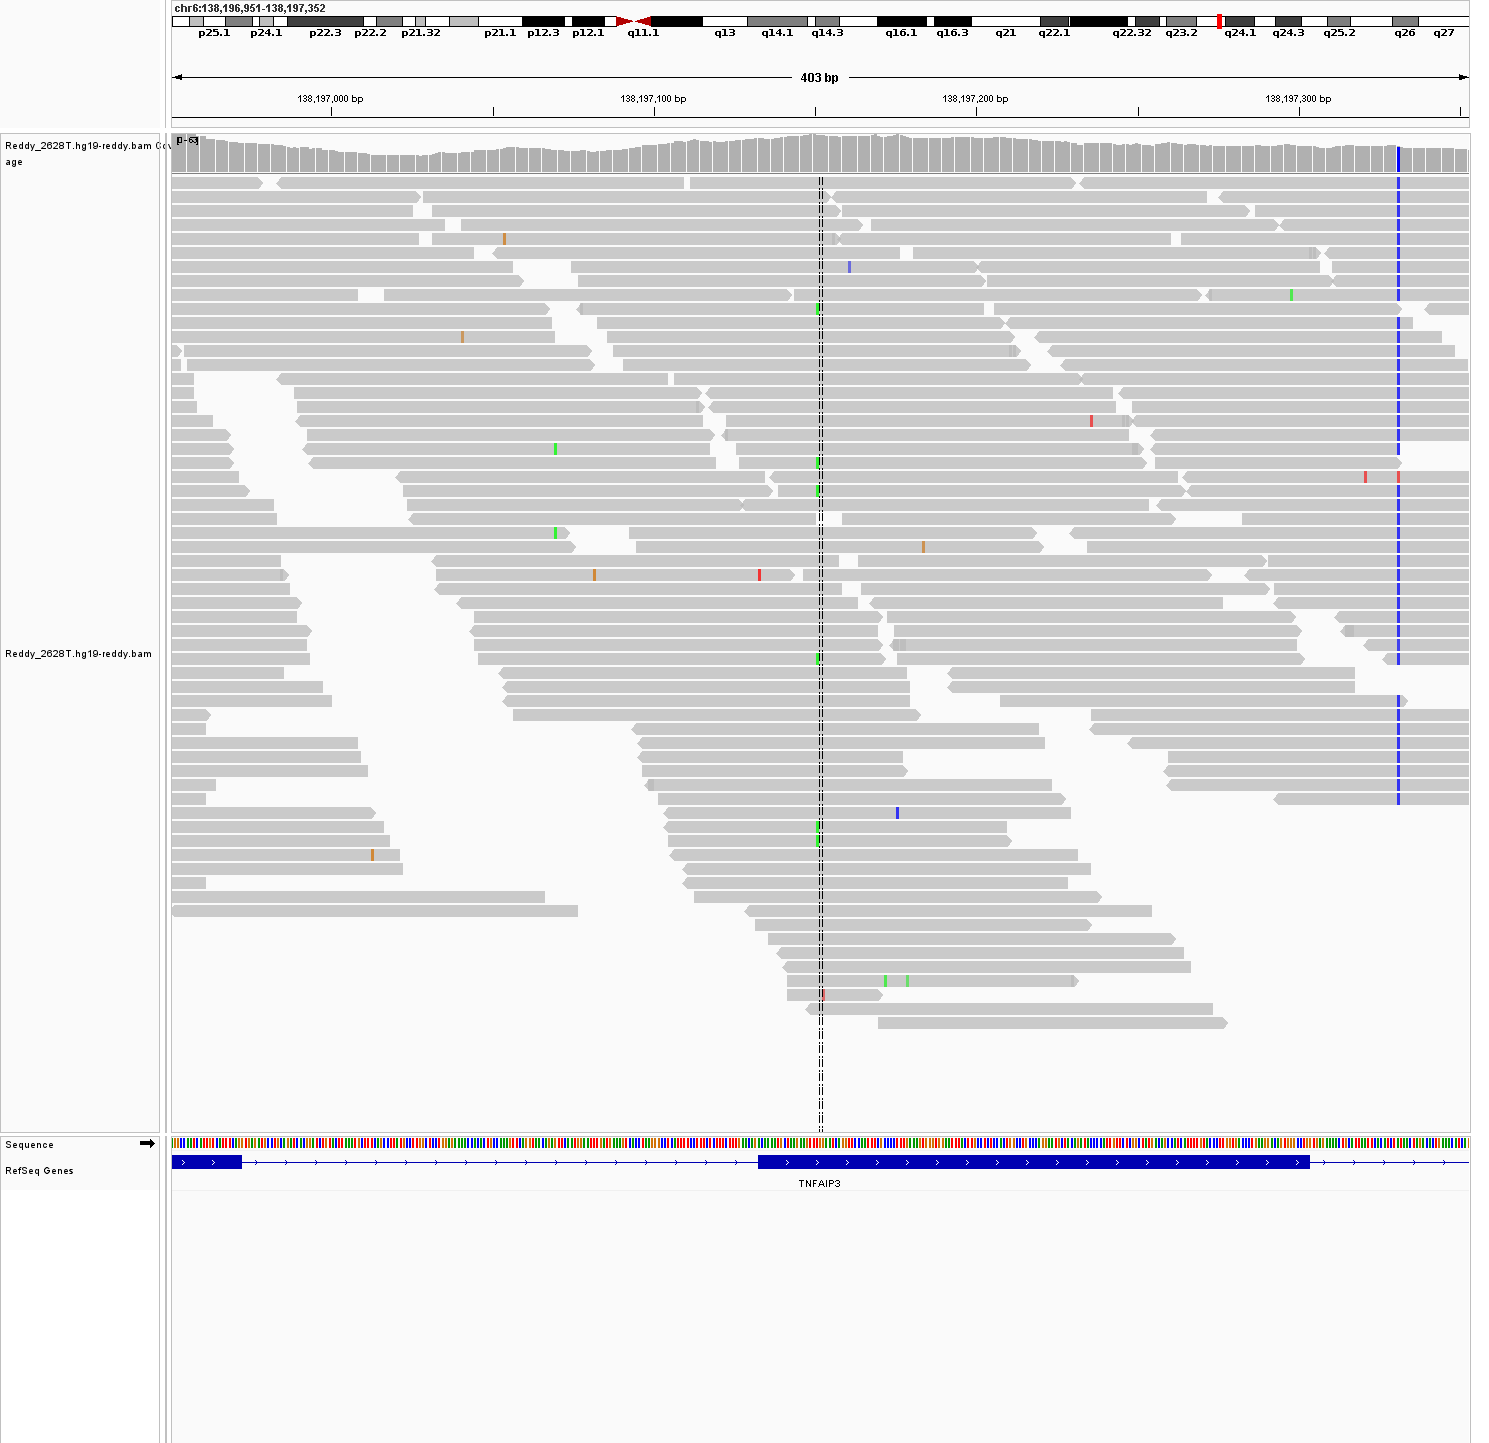 chr6:138,196,951-138,197,352
p25.1 p24.1 p22.3 p22.2 p21.32 p21.1 p12.3 p12.1 q11.1 q13 q14.1 q14.3 q16.1 q16.3 q21 q22.1 q22.32 q23.2 q24.1 q24.3 q25.2 q26 q27
403 bp
138,197,000 bp 138,197,100 bp 138,197,200 bp 138,197,300 bp
Reddy_2628T.hg19-reddy.bam Cov
age
Reddy_2628T.hg19-reddy.bam
Sequence
RefSeq Genes
TNFAIP3